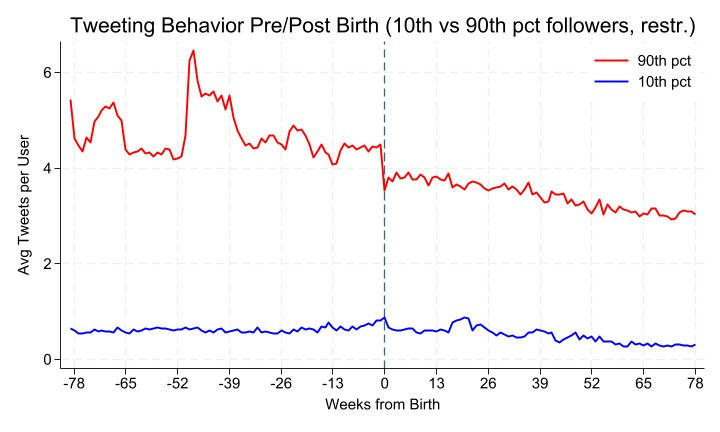 Tweeting Behavior Pre/Post Birth (10th vs 90th pct followers, restr.)
90th pct
10th pct
Avg Tweets per User
6
4
2
0
-78 -65 -52 -39 -26 -13 0 13 26 39 52 65 78
Weeks from Birth